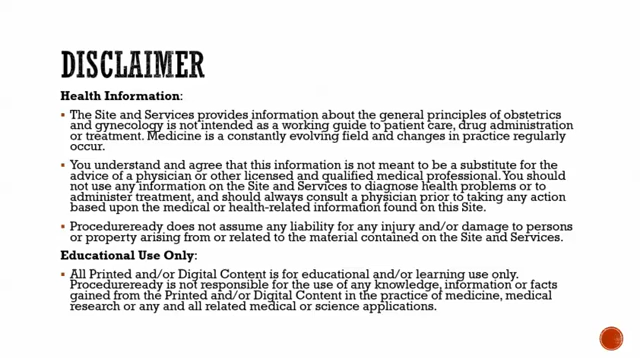 DISCLAIMER
Health Information:
▪ The Site and Services provides information about the general principles of obstetrics
and gynecology is not intended as a working guide to patient care, drug administration
or treatment. Medicine is a constantly evolving field and changes in practice regularly
occur.
▪ You understand and agree that this information is not meant to be a substitute for the
advice of a physician or other licensed and qualified medical professional. You should
not use any information on the Site and Services to diagnose health problems or to
administer treatment, and should always consult a physician prior to taking any action
based upon the medical or health-related information found on this Site.
▪ Procedureready does not assume any liability for any injury and/or damage to persons
or property arising from or related to the material contained on the Site and Services.
Educational Use Only:
▪ All Printed and/or Digital Content is for educational and/or learning use only.
Procedureready is not responsible for the use of any knowledge, information or facts
gained from the Printed and/or Digital Content in the practice of medicine, medical
research or any and all related medical or science applications.